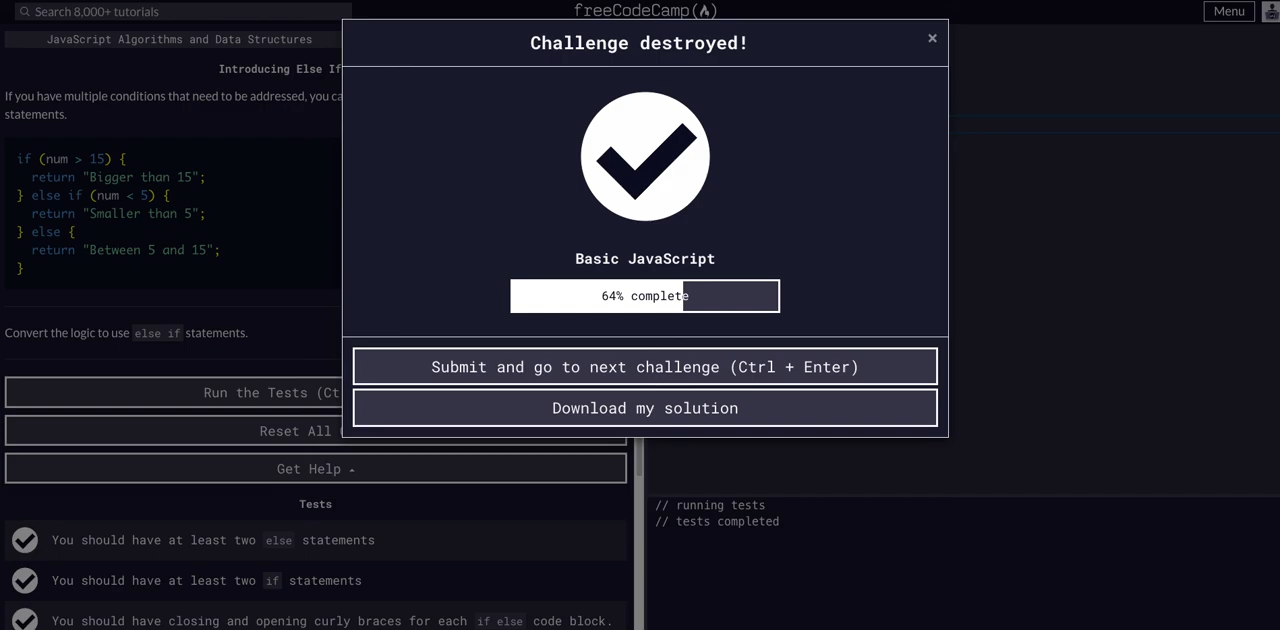 Search 8,000+ tutorials
freeCodeCamp
Menu
JavaScript Algorithms and Data Structures
Introducing Else If
If you have multiple conditions that need to be addressed, you ca
statements.
if (num > 15) {
return "Bigger than 15";
} else if (num < 5) {
return "Smaller than 5";
} else {
return "Between 5 and 15";
}
Convert the logic to use else if statements.
Run the Tests (Ct
Reset All
Get Help
Tests
You should have at least two else statements
You should have at least two if statements
You should have closing and opening curly braces for each if else code block.
Challenge destroyed!
×
Basic JavaScript
64% complete
Submit and go to next challenge (Ctrl + Enter)
Download my solution
// running tests
// tests completed